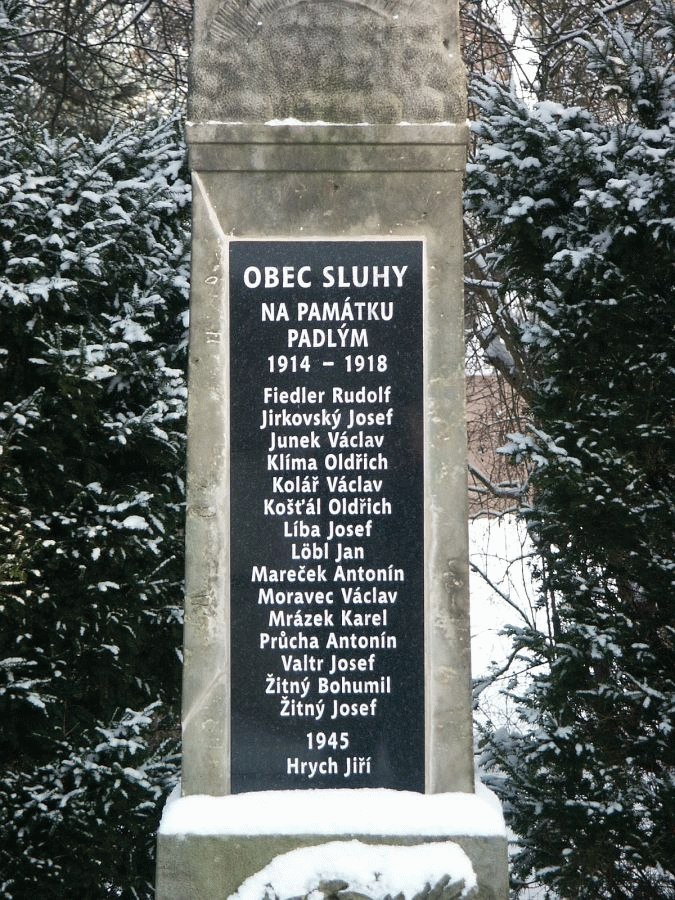 OBEC SLUHY
NA PAMÁTKU
PADLÝM
1914 – 1918
Fiedler Rudolf
Jirkovský Josef
Junek Václav
Klíma Oldřich
Kolář Václav
Košťál Oldřich
Líba Josef
Löbl Jan
Mareček Antonín
Moravec Václav
Mrázek Karel
Průcha Antonín
Valtr Josef
Žitný Bohumil
Žitný Josef
1945
Hrych Jiří